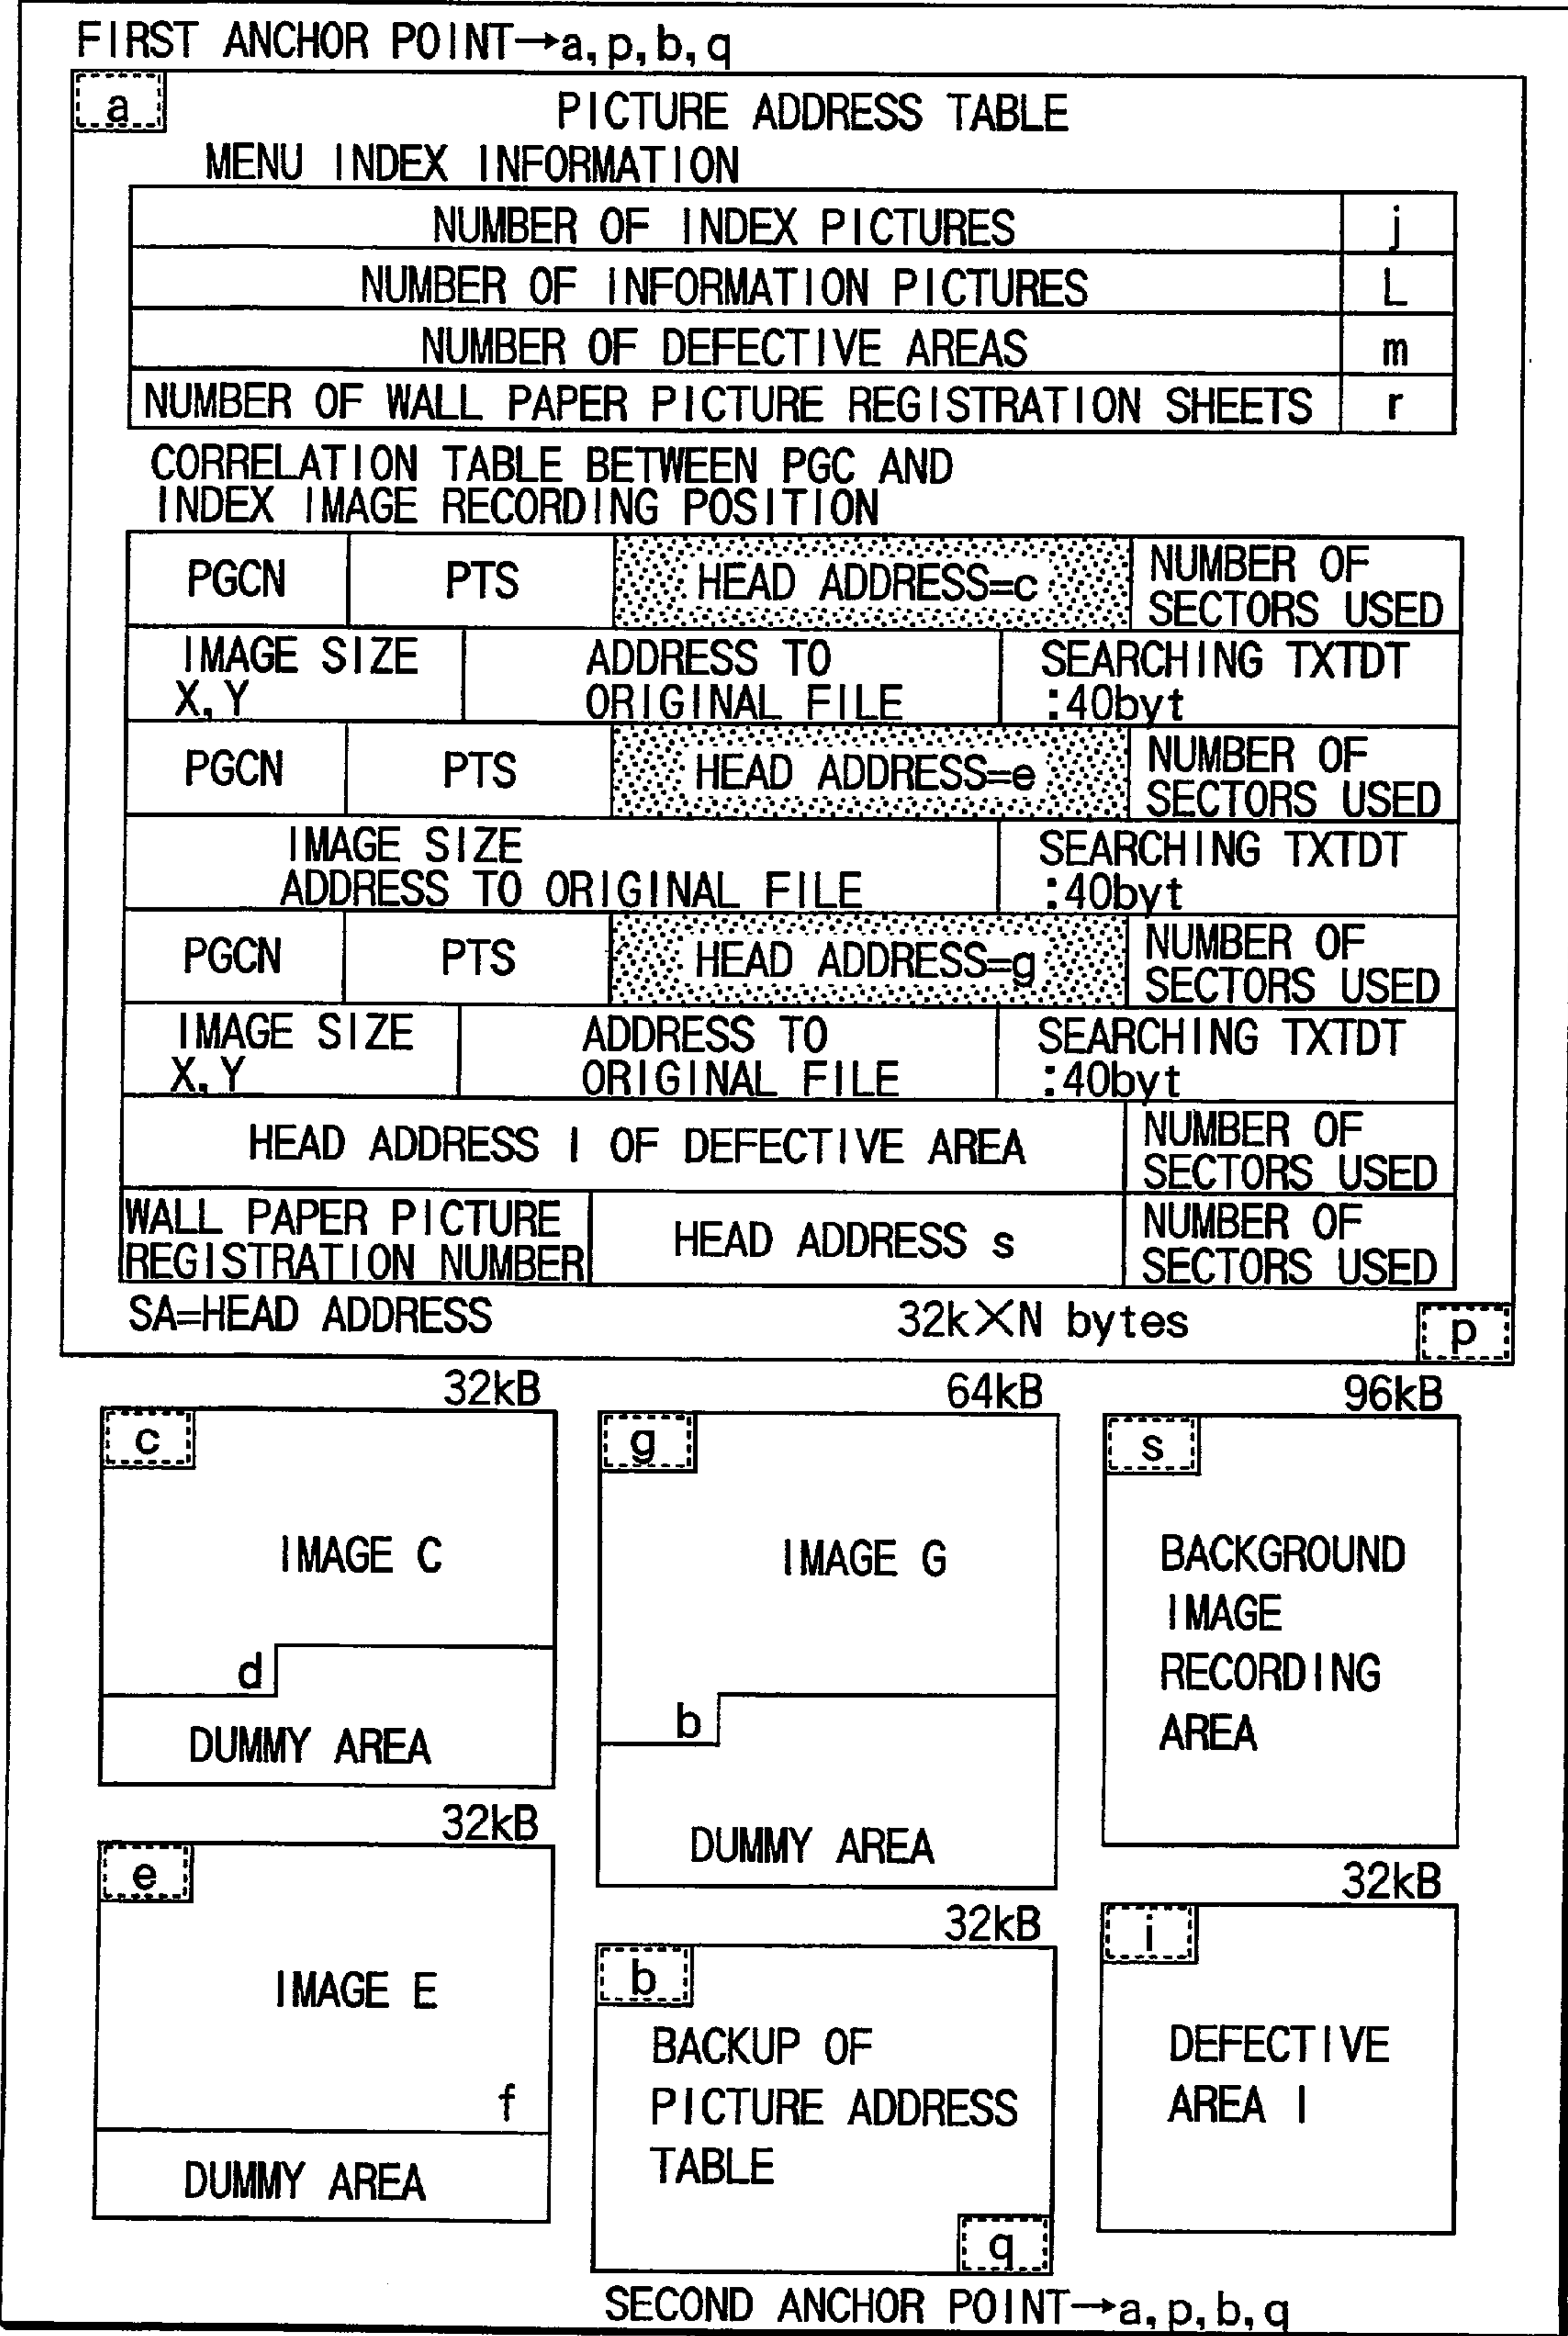 FIRST ANCHOR POINT→a, p, b, q
a
PICTURE ADDRESS TABLE
MENU INDEX INFORMATION
NUMBER OF INDEX PICTURES j
NUMBER OF INFORMATION PICTURES L
NUMBER OF DEFECTIVE AREAS m
NUMBER OF WALL PAPER PICTURE REGISTRATION SHEETS r
CORRELATION TABLE BETWEEN PGC AND
INDEX IMAGE RECORDING POSITION
PGCN PTS HEAD ADDRESS=c NUMBER OF
SECTORS USED
IMAGE SIZE ADDRESS TO SEARCHING TXTDT
X, Y ORIGINAL FILE :40byt
PGCN PTS HEAD ADDRESS=e NUMBER OF
SECTORS USED
IMAGE SIZE SEARCHING TXTDT
ADDRESS TO ORIGINAL FILE :40byt
PGCN PTS HEAD ADDRESS=g NUMBER OF
SECTORS USED
IMAGE SIZE ADDRESS TO SEARCHING TXTDT
X, Y ORIGINAL FILE :40byt
HEAD ADDRESS I OF DEFECTIVE AREA NUMBER OF
SECTORS USED
WALL PAPER PICTURE HEAD ADDRESS s NUMBER OF
REGISTRATION NUMBER SECTORS USED
SA=HEAD ADDRESS 32k×N bytes p
32kB
c
IMAGE C
d
DUMMY AREA
32kB
e
IMAGE E
f
DUMMY AREA
64kB
g
IMAGE G
b
DUMMY AREA
32kB
b
BACKUP OF
PICTURE ADDRESS
TABLE
q
96kB
s
BACKGROUND
IMAGE
RECORDING
AREA
32kB
i
DEFECTIVE
AREA I
SECOND ANCHOR POINT→a, p, b, q